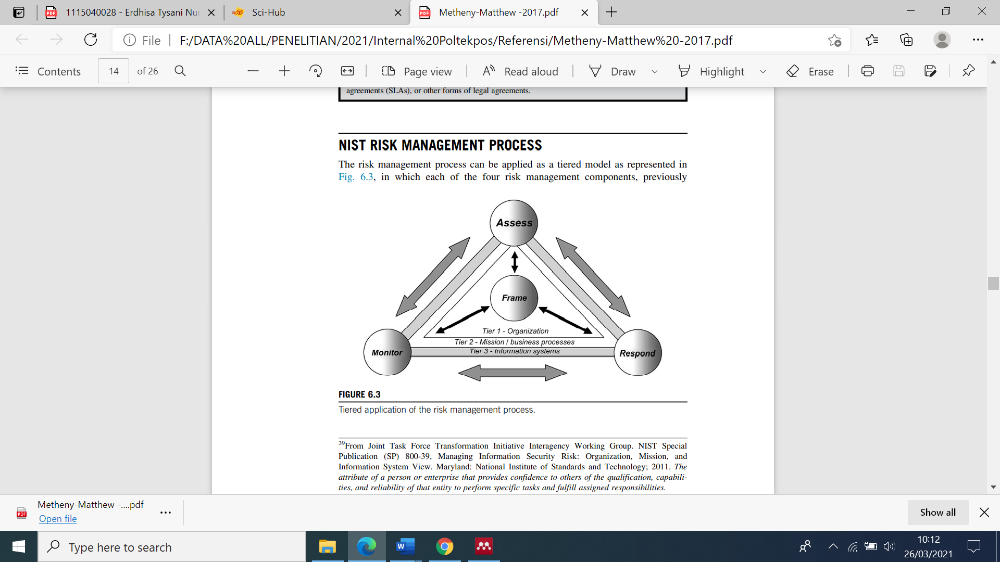 1115040028 - Erdhisa Tysani Nur
Sci-Hub
Metheny-Matthew -2017.pdf
File
F:/DATA%20ALL/PENELITIAN/2021/Internal%20Poltekpos/Referensi/Metheny-Matthew%20-2017.pdf
Contents
14
of 26
Page view
Read aloud
Draw
Highlight
Erase
agreements (SLAs), or other forms of legal agreements.
NIST RISK MANAGEMENT PROCESS
The risk management process can be applied as a tiered model as represented in
Fig. 6.3, in which each of the four risk management components, previously
Assess
Frame
Tier 1 - Organization
Tier 2 - Mission / business processes
Tier 3 - Information systems
Monitor
Respond
FIGURE 6.3
Tiered application of the risk management process.
39From Joint Task Force Transformation Initiative Interagency Working Group. NIST Special
Publication (SP) 800-39, Managing Information Security Risk: Organization, Mission, and
Information System View. Maryland: National Institute of Standards and Technology; 2011. The
attribute of a person or enterprise that provides confidence to others of the qualification, capabili-
ties, and reliability of that entity to perform specific tasks and fulfill assigned responsibilities.
PDF
Metheny-Matthew -....pdf
Open file
Show all
Type here to search
10:12
26/03/2021